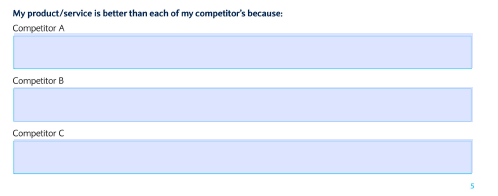 My product/service is better than each of my competitor's because:
Competitor A
Competitor B
Competitor C
5